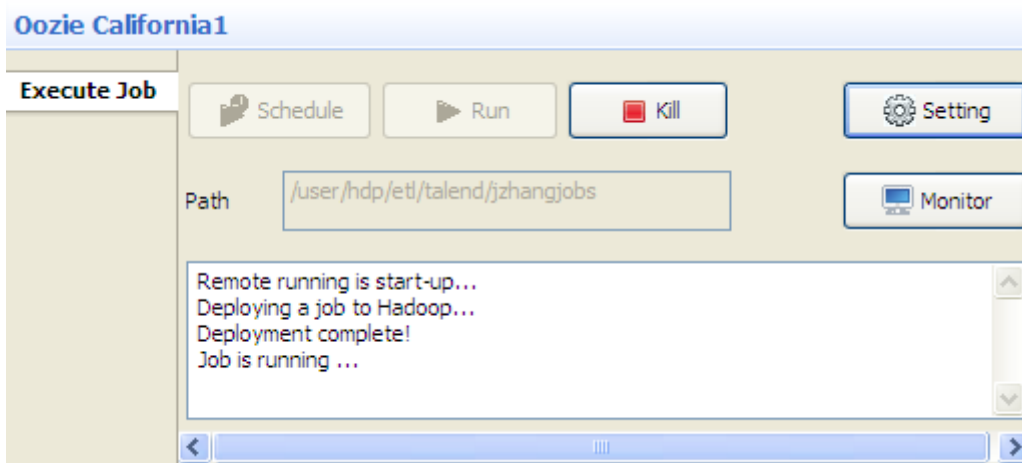 Oozie California1
Execute Job
Schedule
Run
Kill
Setting
Path
/user/hdp/etl/talend/jzhangjobs
Monitor
Remote running is start-up...
Deploying a job to Hadoop...
Deployment complete!
Job is running ...